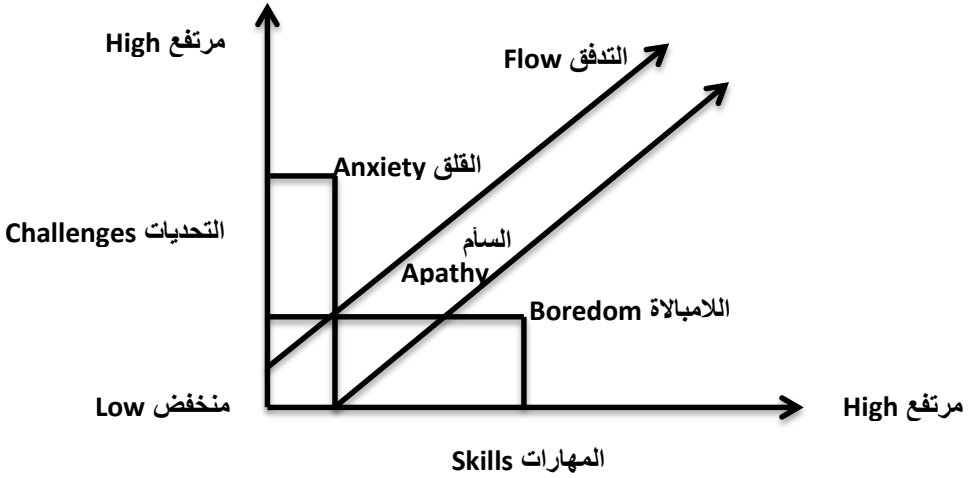 مرتفع High
التدفق Flow
القلق Anxiety
التحديات Challenges
السأم
Apathy
اللامبالاة Boredom
منخفض Low
مرتفع High
المهارات Skills